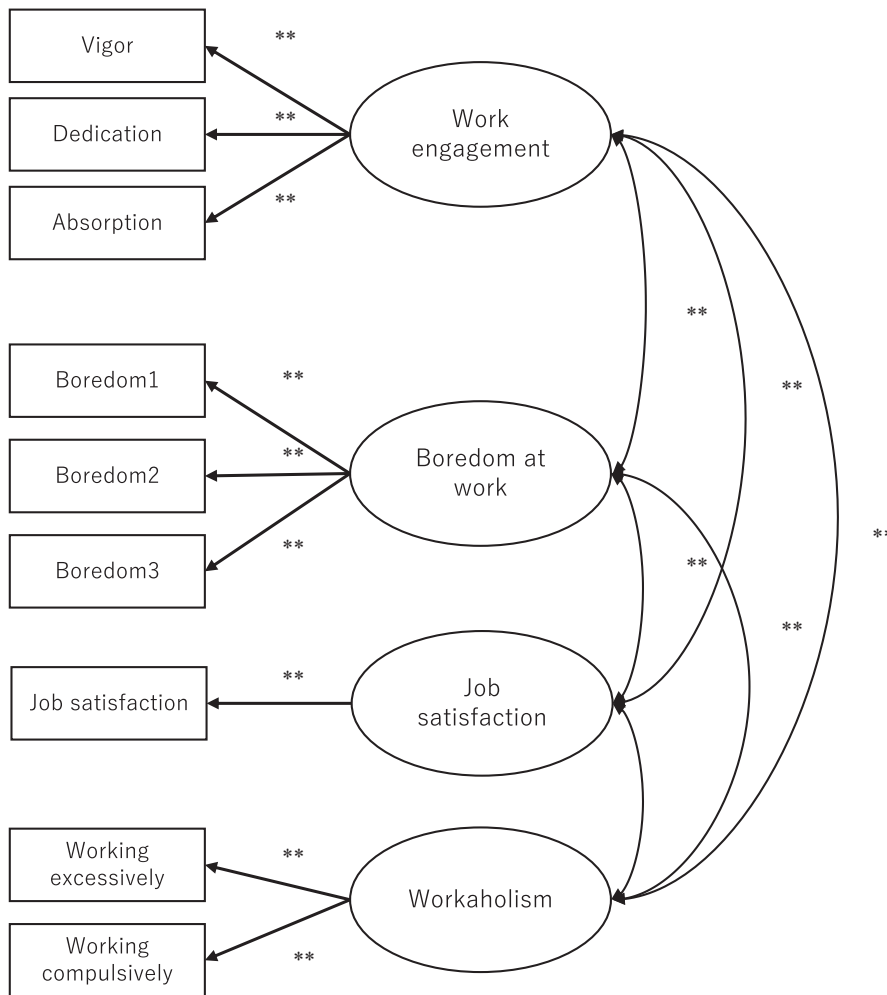 Vigor
**
Dedication
**
Absorption
**
Work
engagement
**
**
Boredom1
**
Boredom2
**
Boredom3
**
Boredom at
work
**
**
**
Job satisfaction
**
Job
satisfaction
Working
excessively
**
Working
compulsively
**
Workaholism